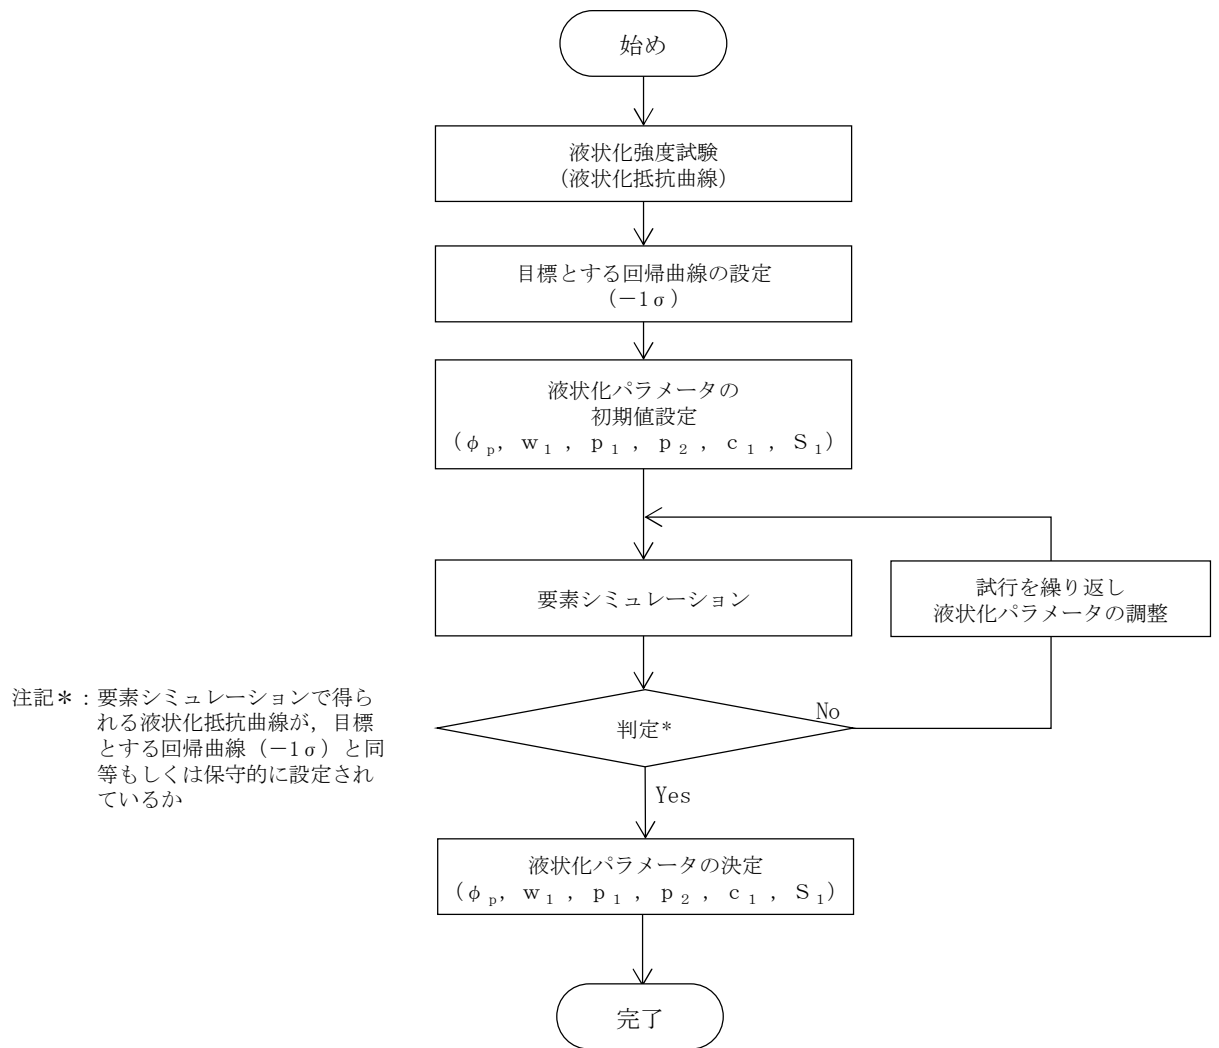 始め
液状化強度試験
(液状化抵抗曲線)
目標とする回帰曲線の設定
(－1σ)
液状化パラメータの
初期値設定
(φp, w1, p1, p2, c1, S1)
要素シミュレーション
試行を繰り返し
液状化パラメータの調整
注記＊:要素シミュレーションで得ら
れる液状化抵抗曲線が，目標
とする回帰曲線（－1σ）と同
等もしくは保守的に設定され
ているか
判定*
No
Yes
液状化パラメータの決定
(φp, w1, p1, p2, c1, S1)
完了